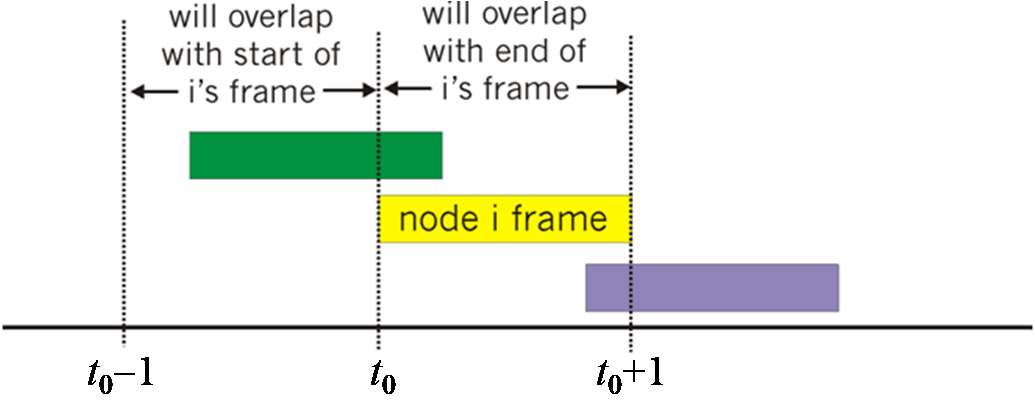 will overlap
with start of
i's frame
will overlap
with end of
i's frame
node i frame
t₀−1
t₀
t₀+1